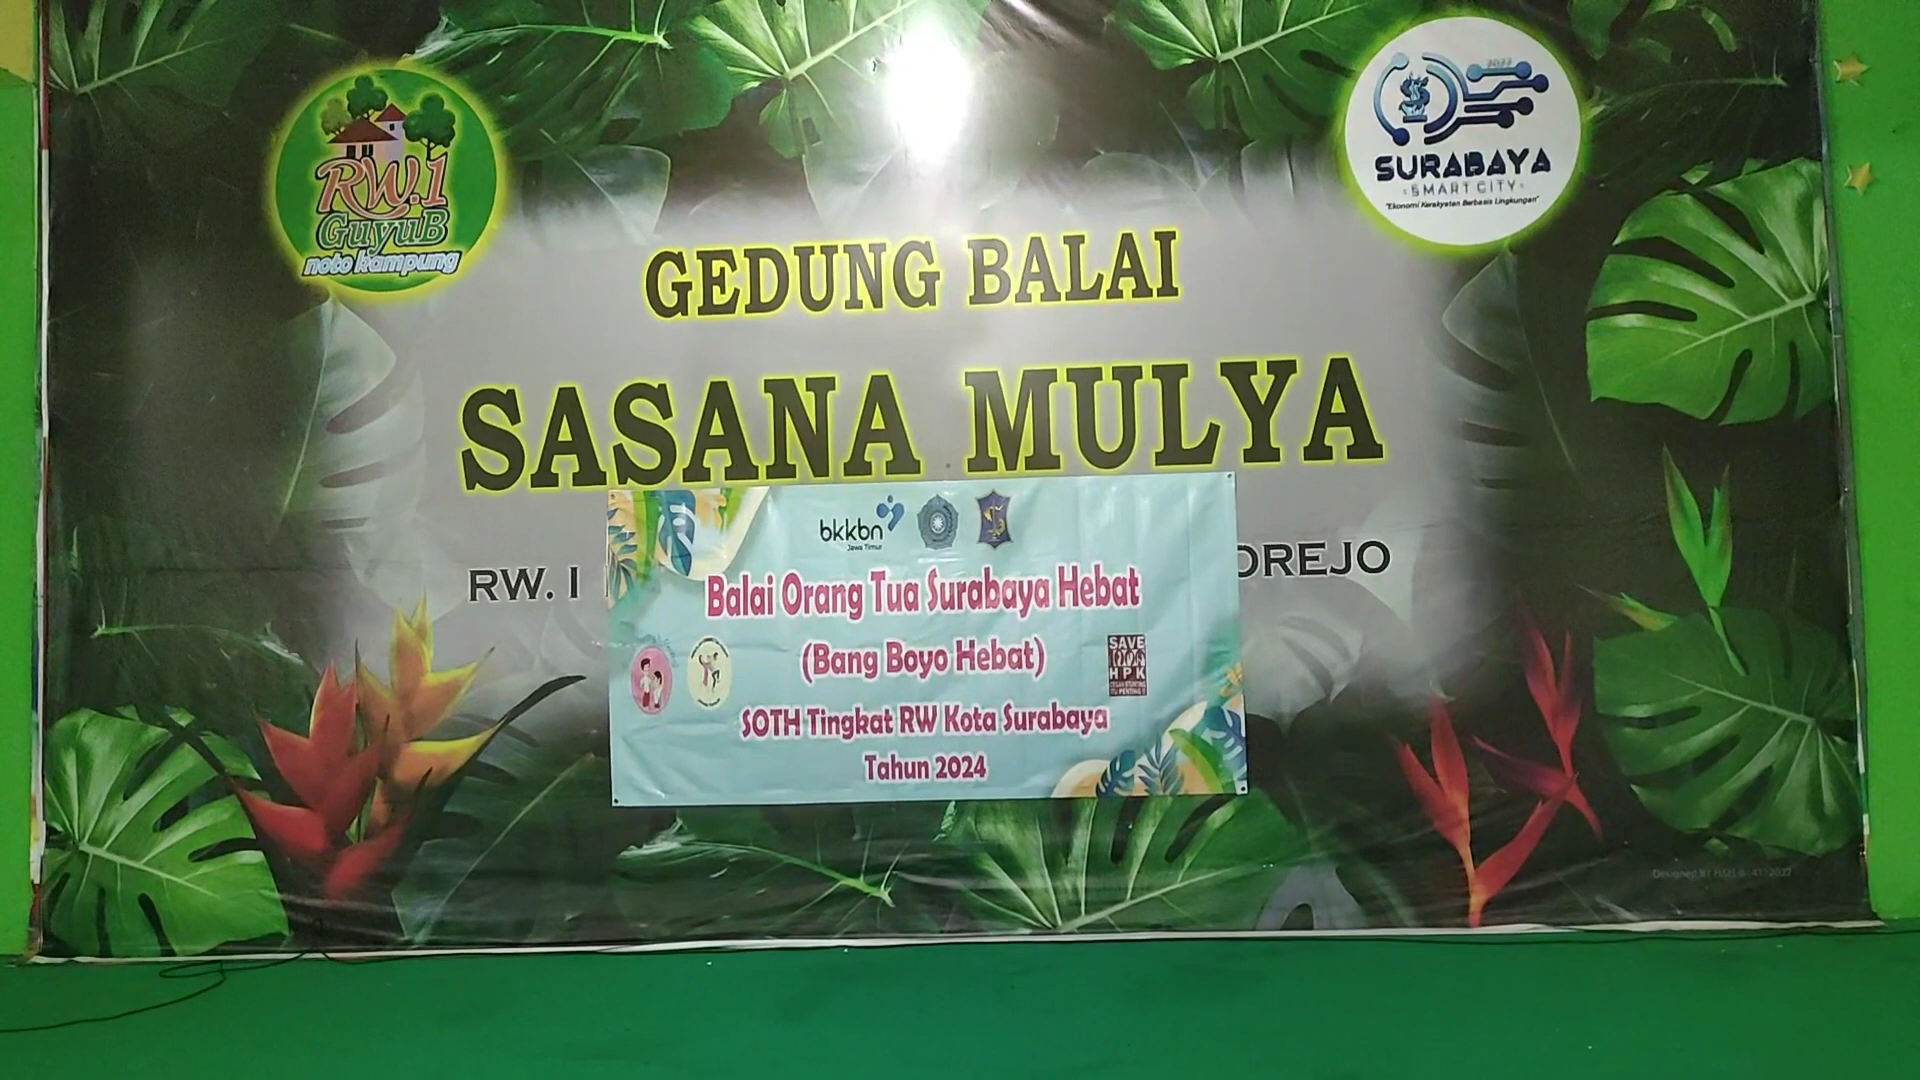 RW.1
GuyuB
noto kampung
2022
SURABAYA
SMART CITY
"Ekonomi Kerakyatan Berbasis Lingkungan"
GEDUNG BALAI
SASANA MULYA
RW. I
OREJO
bkkbn
Jawa Timur
Balai Orang Tua Surabaya Hebat
(Bang Boyo Hebat)
SAVE
1000
HPK
SOTH Tingkat RW Kota Surabaya
Tahun 2024